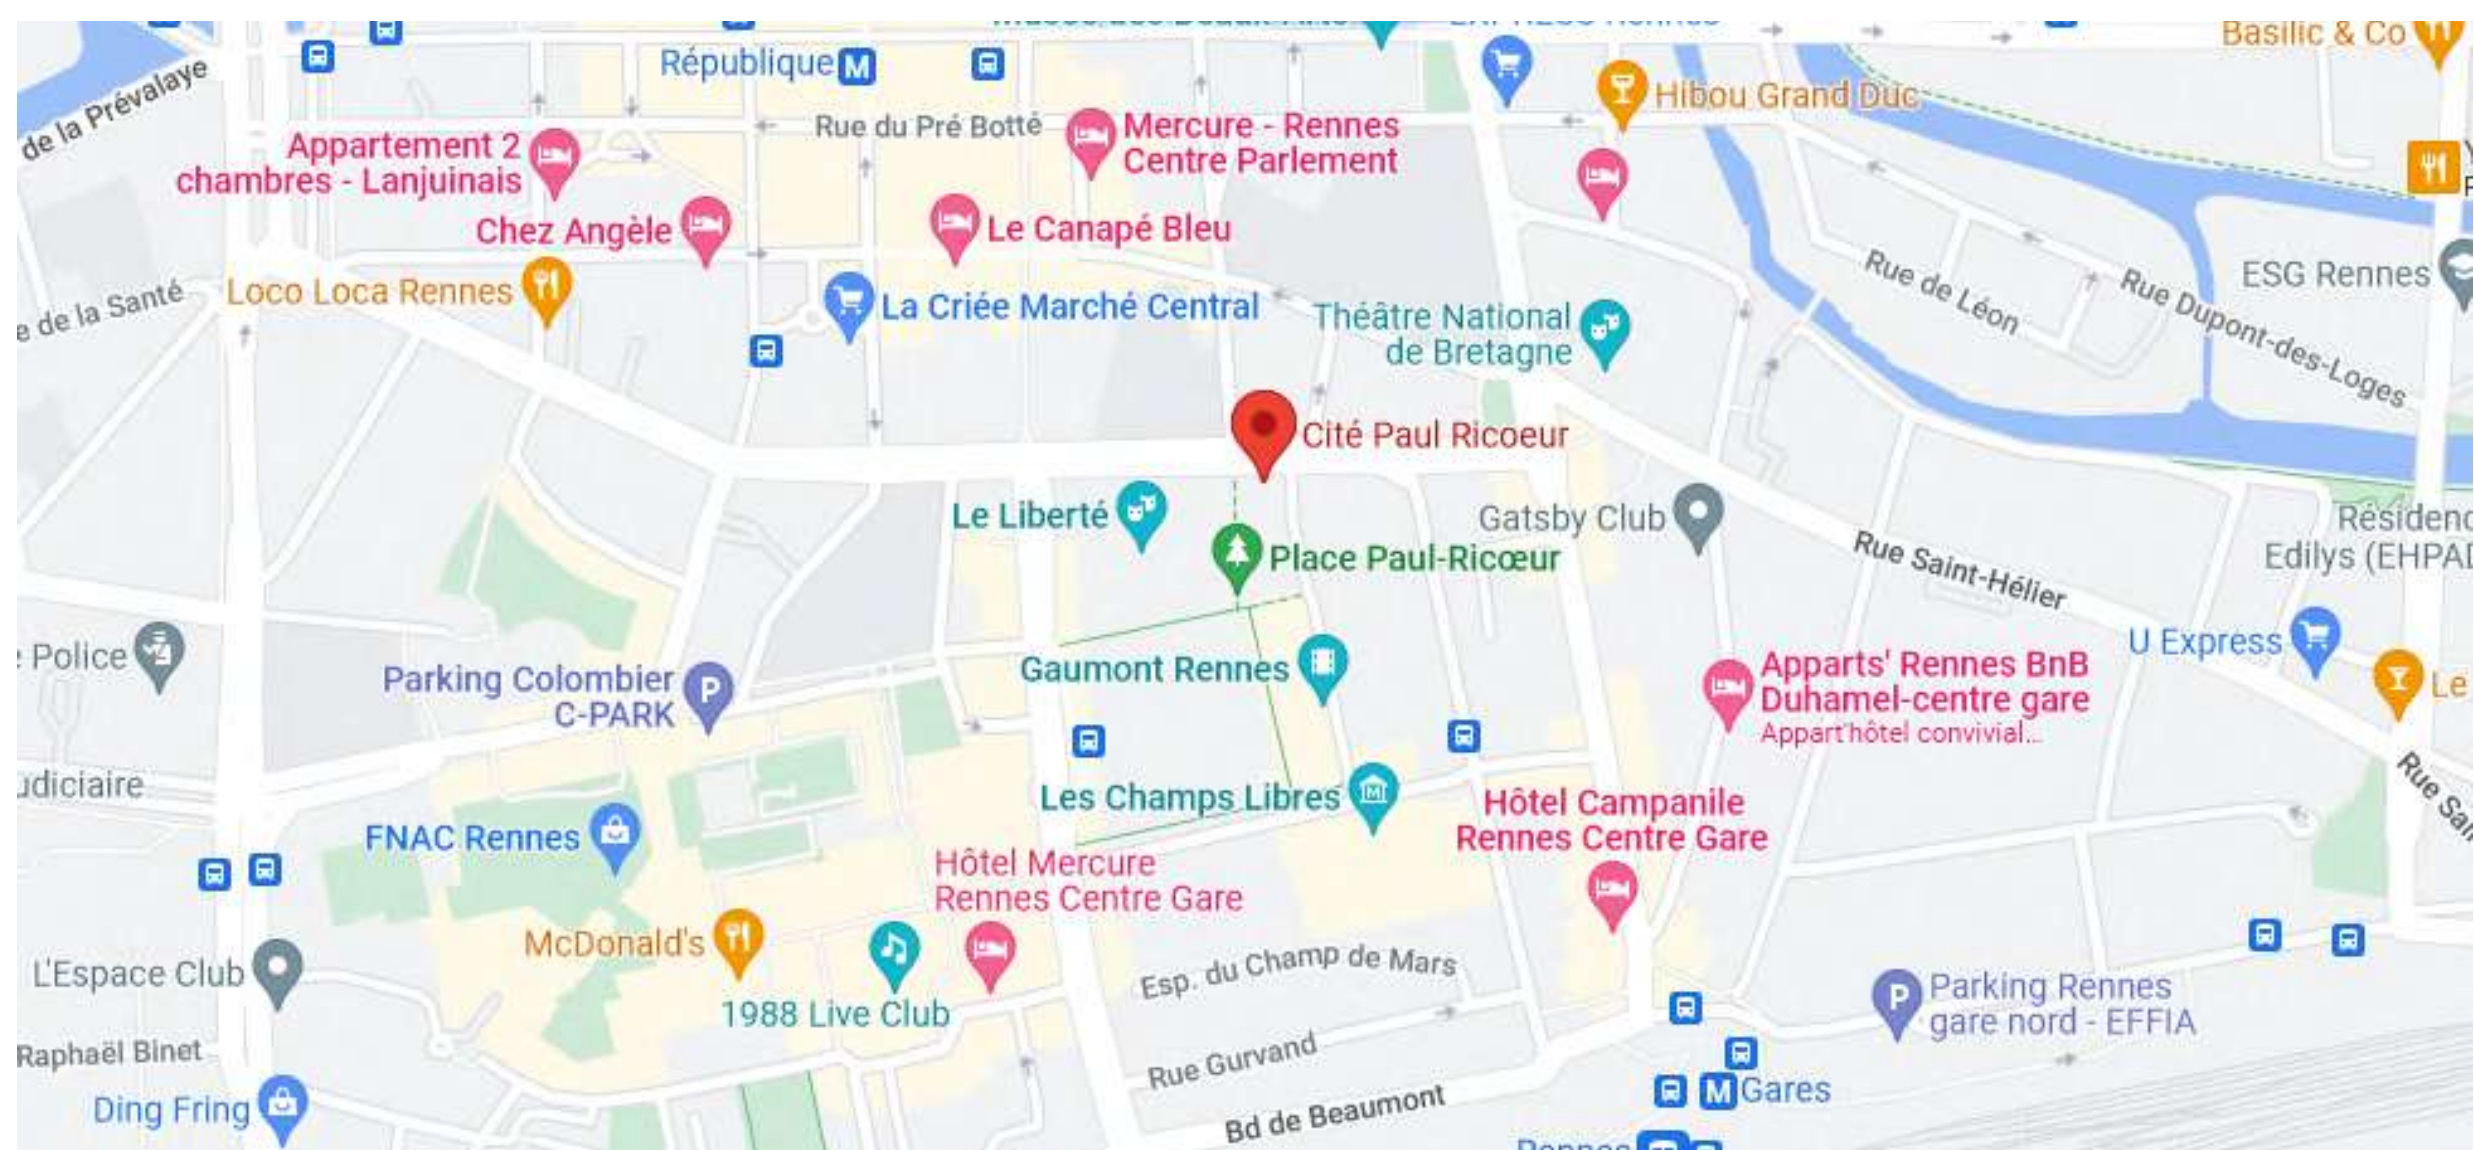 Basilic & Co
République
M
de la Prévalaye
Hibou Grand Duc
Rue du Pré Botté
Mercure - Rennes
Centre Parlement
Appartement 2
chambres - Lanjuinais
Chez Angèle
Le Canapé Bleu
Rue de Léon
Rue Dupont-des-Loges
ESG Rennes
e de la Santé
Loco Loca Rennes
La Criée Marché Central
Théâtre National
de Bretagne
Cité Paul Ricoeur
Le Liberté
Gatsby Club
Place Paul-Ricœur
Rue Saint-Hélier
Résidenc
Edilys (EHPAD
Police
U Express
Parking Colombier
C-PARK
P
Gaumont Rennes
Apparts' Rennes BnB
Duhamel-centre gare
Appart'hôtel convivial...
Le
udiciaire
Les Champs Libres
Hôtel Campanile
Rennes Centre Gare
Rue Sain
FNAC Rennes
Hôtel Mercure
Rennes Centre Gare
McDonald's
L'Espace Club
1988 Live Club
Esp. du Champ de Mars
P
Parking Rennes
gare nord - EFFIA
Raphaël Binet
Rue Gurvand
Ding Fring
Bd de Beaumont
M
Gares
Rennes